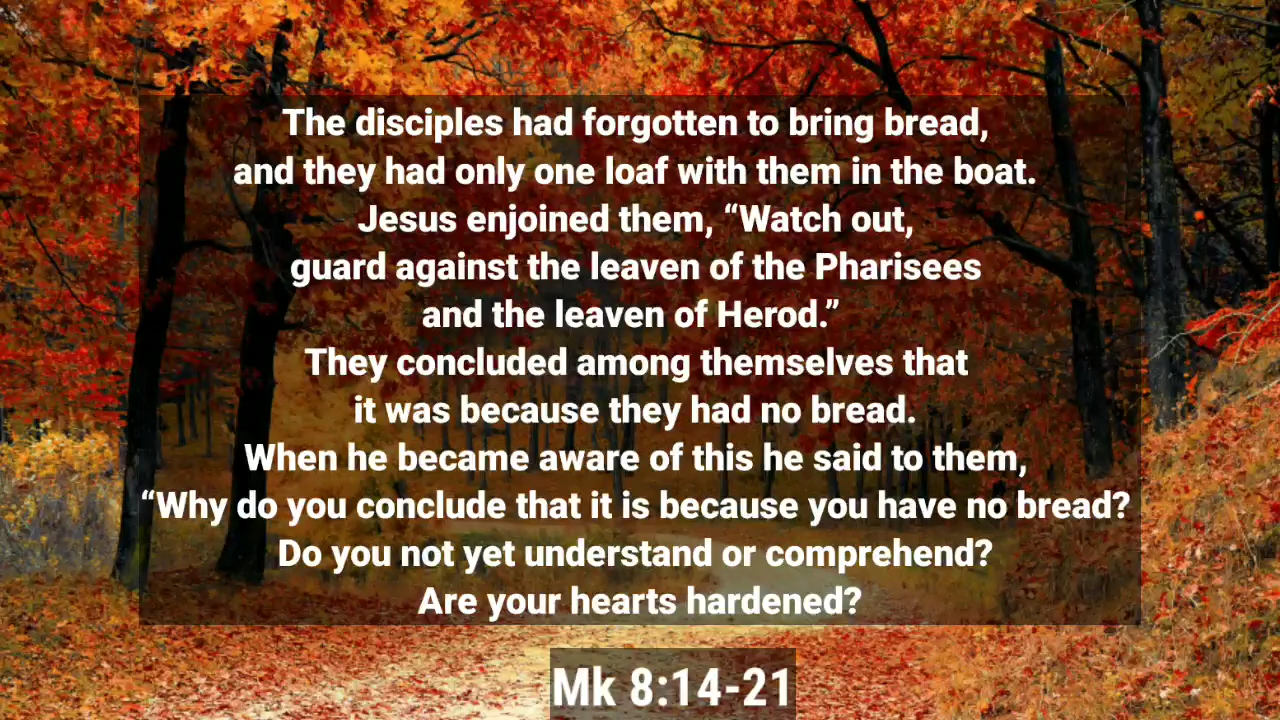 The disciples had forgotten to bring bread,
and they had only one loaf with them in the boat.
Jesus enjoined them, “Watch out,
guard against the leaven of the Pharisees
and the leaven of Herod.”
They concluded among themselves that
it was because they had no bread.
When he became aware of this he said to them,
“Why do you conclude that it is because you have no bread?
Do you not yet understand or comprehend?
Are your hearts hardened?
Mk 8:14-21